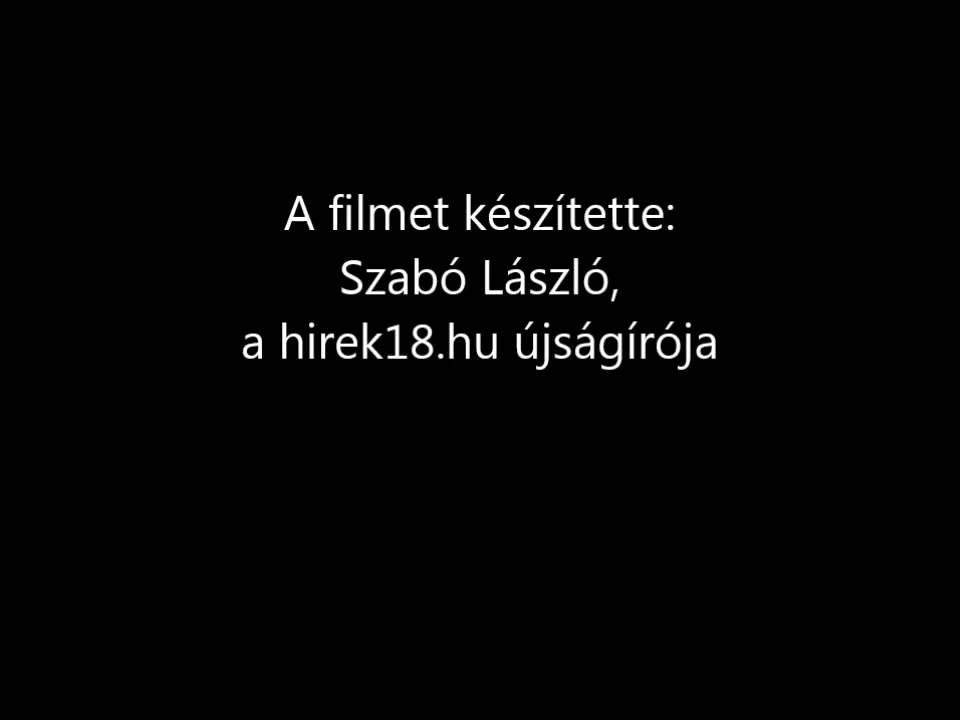 A filmet készítette:
Szabó László,
a hirek18.hu újságírója